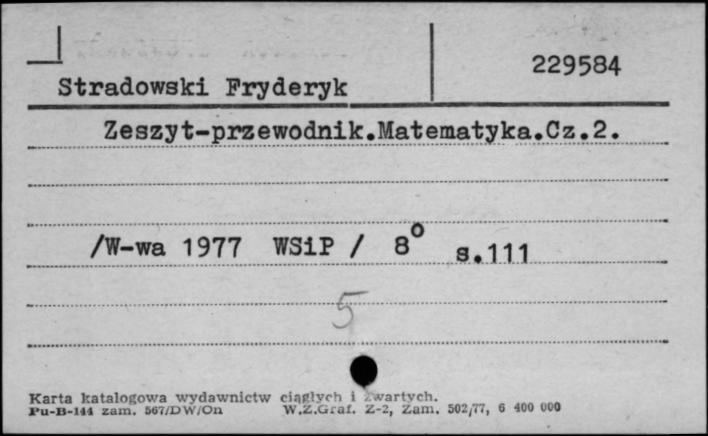 229584
Stradowski Fryderyk
Zeszyt-przewodnik.Matematyka.Cz.2.
/W-wa 1977 WSiP / 8° s.111
5
Karta katalogowa wydawnictw ciągłych i zwartych.
Pu-B-144 zam. 567/DW/On W.Z.Graf. Z-2, Zam. 502/77, 6 400 000